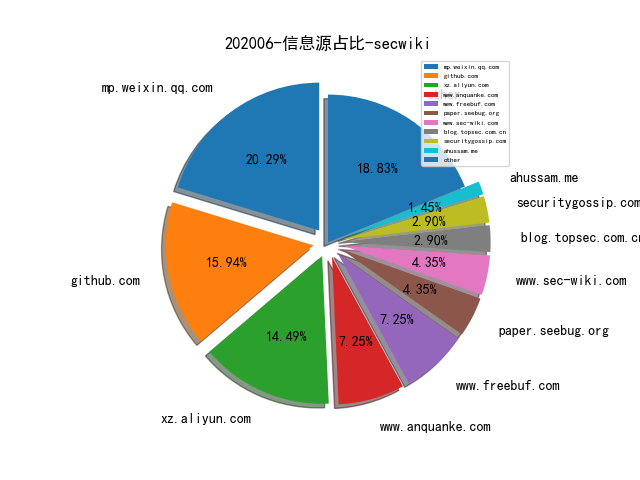 202006-信息源占比-secwiki
mp.weixin.qq.com
github.com
xz.aliyun.com
www.anquanke.com
www.freebuf.com
paper.seebug.org
www.sec-wiki.com
blog.topsec.com.cn
securitygossip.com
ahussam.me
other
mp.weixin.qq.com
20.29%
18.83%
ahussam.me
1.45%
securitygossip.com
2.90%
blog.topsec.com.cn
2.90%
github.com
15.94%
4.35%
www.sec-wiki.com
4.35%
paper.seebug.org
7.25%
www.freebuf.com
14.49%
7.25%
xz.aliyun.com
www.anquanke.com